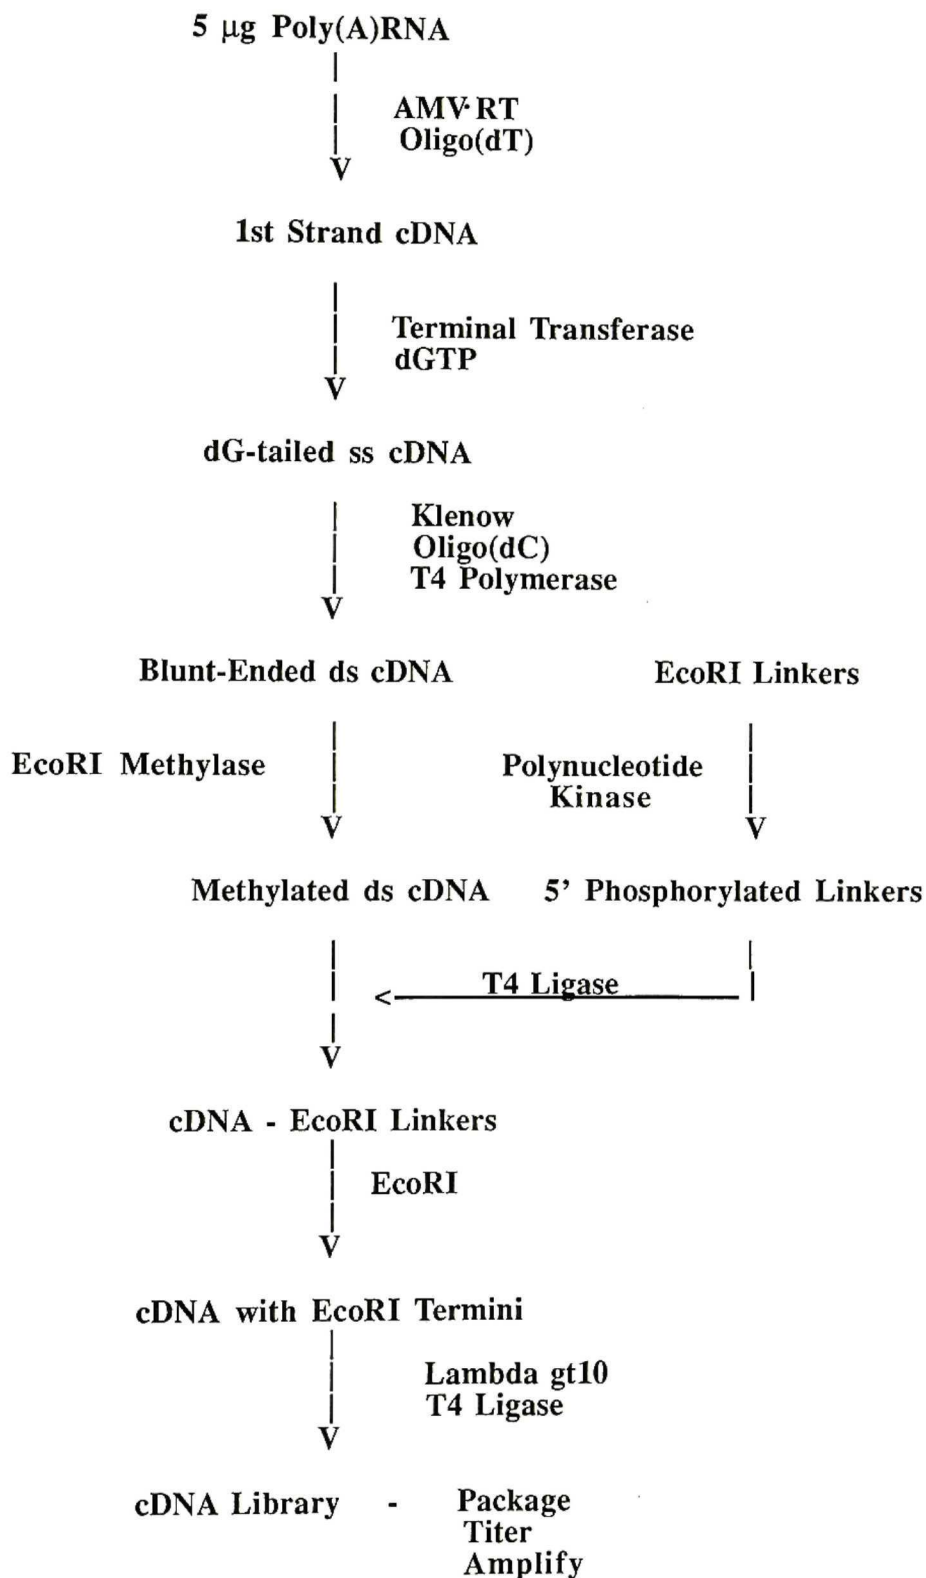 5 µg Poly(A)RNA
AMV·RT
Oligo(dT)
1st Strand cDNA
Terminal Transferase
dGTP
dG-tailed ss cDNA
Klenow
Oligo(dC)
T4 Polymerase
Blunt-Ended ds cDNA
EcoRI Linkers
EcoRI Methylase
Polynucleotide
Kinase
Methylated ds cDNA
5' Phosphorylated Linkers
T4 Ligase
cDNA - EcoRI Linkers
EcoRI
cDNA with EcoRI Termini
Lambda gt10
T4 Ligase
cDNA Library - Package
Titer
Amplify